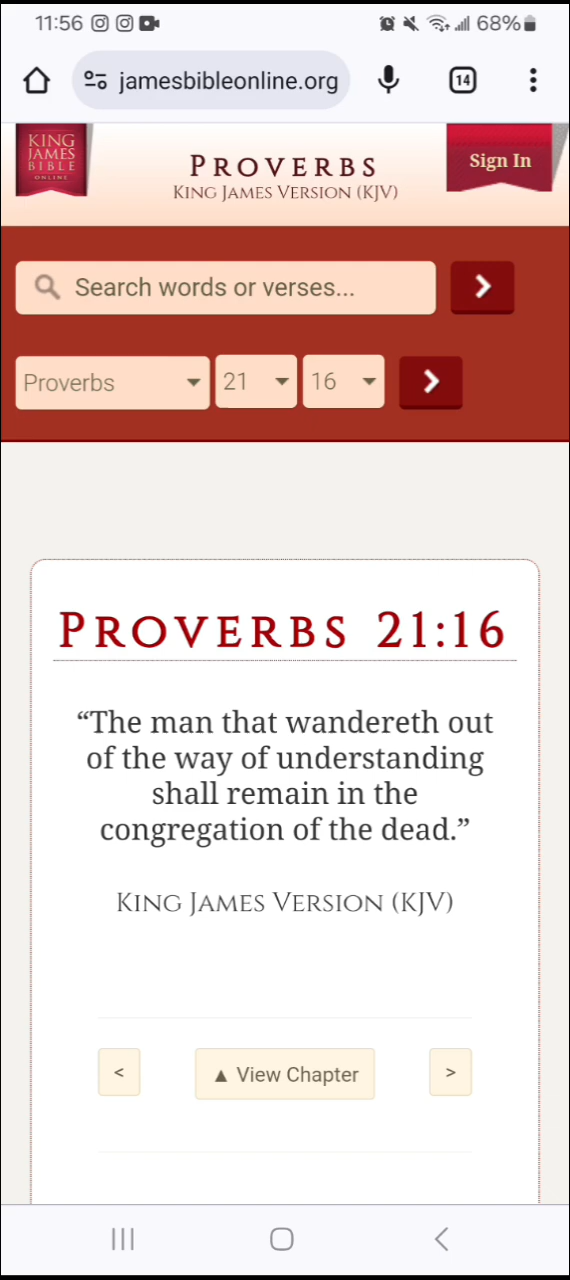 11:56 68%
jamesbibleonline.org 14
KING
JAMES
BIBLE
ONLINE
PROVERBS
KING JAMES VERSION (KJV)
Sign In
Search words or verses...
Proverbs 21 16
PROVERBS 21:16
“The man that wandereth out
of the way of understanding
shall remain in the
congregation of the dead.”
KING JAMES VERSION (KJV)
< ▲ View Chapter >